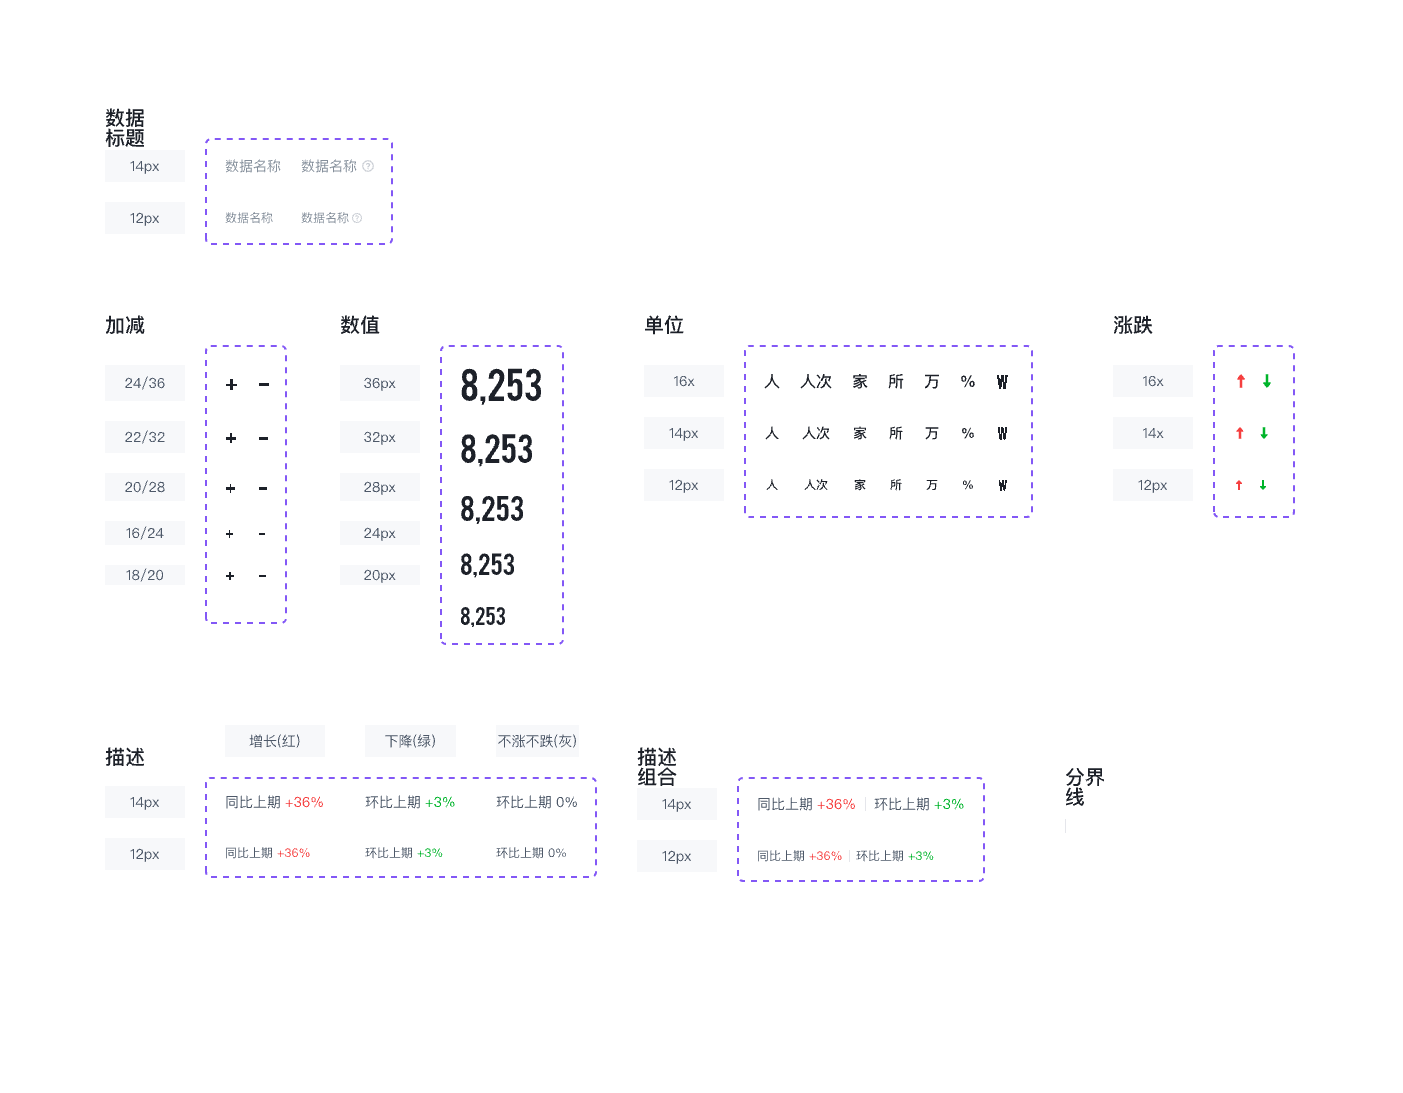 数据
标题
14px
数据名称 数据名称
12px
数据名称 数据名称
加减
24/36
+ −
22/32
+ −
20/28
+ −
16/24
+ −
18/20
+ −
数值
36px
8,253
32px
8,253
28px
8,253
24px
8,253
20px
8,253
单位
16x
人 人次 家 所 万 % ₩
14px
人 人次 家 所 万 % ₩
12px
人 人次 家 所 万 % ₩
涨跌
16x
↑ ↓
14x
↑ ↓
12px
↑ ↓
描述
增长(红) 下降(绿) 不涨不跌(灰)
14px
同比上期 +36% 环比上期 +3% 环比上期 0%
12px
同比上期 +36% 环比上期 +3% 环比上期 0%
描述
组合
14px
同比上期 +36% 环比上期 +3%
12px
同比上期 +36% 环比上期 +3%
分界
线